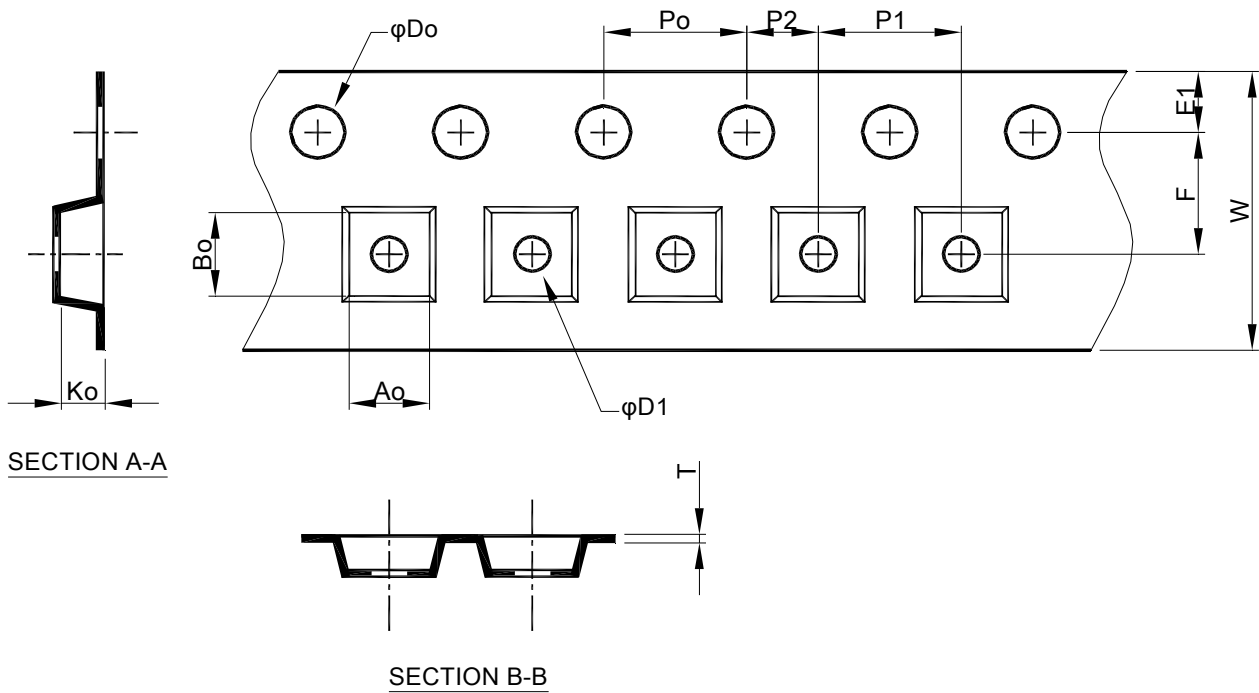 φDo
Po
P2
P1
E1
F
W
Bo
Ko
Ao
φD1
SECTION A-A
T
SECTION B-B